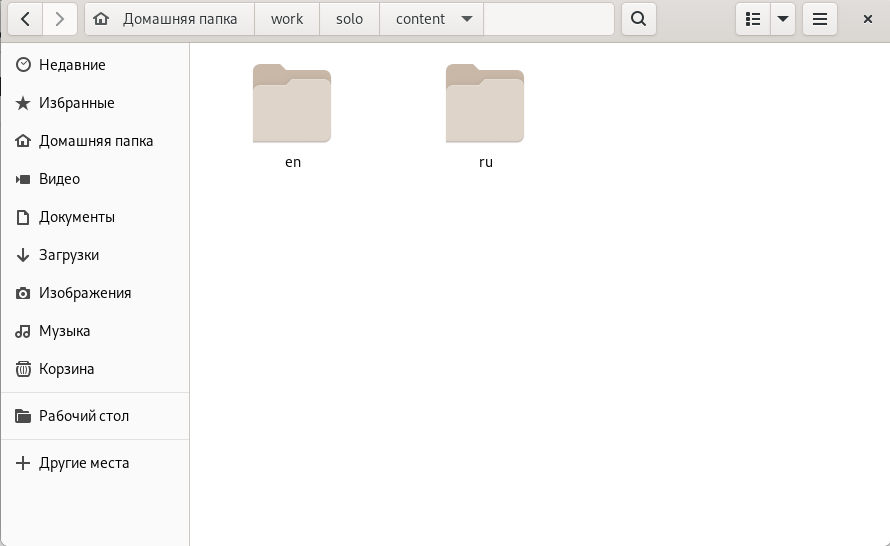 Домашняя папка work solo content
Недавние
Избранные
Домашняя папка
Видео
Документы
Загрузки
Изображения
Музыка
Корзина
Рабочий стол
Другие места
en ru